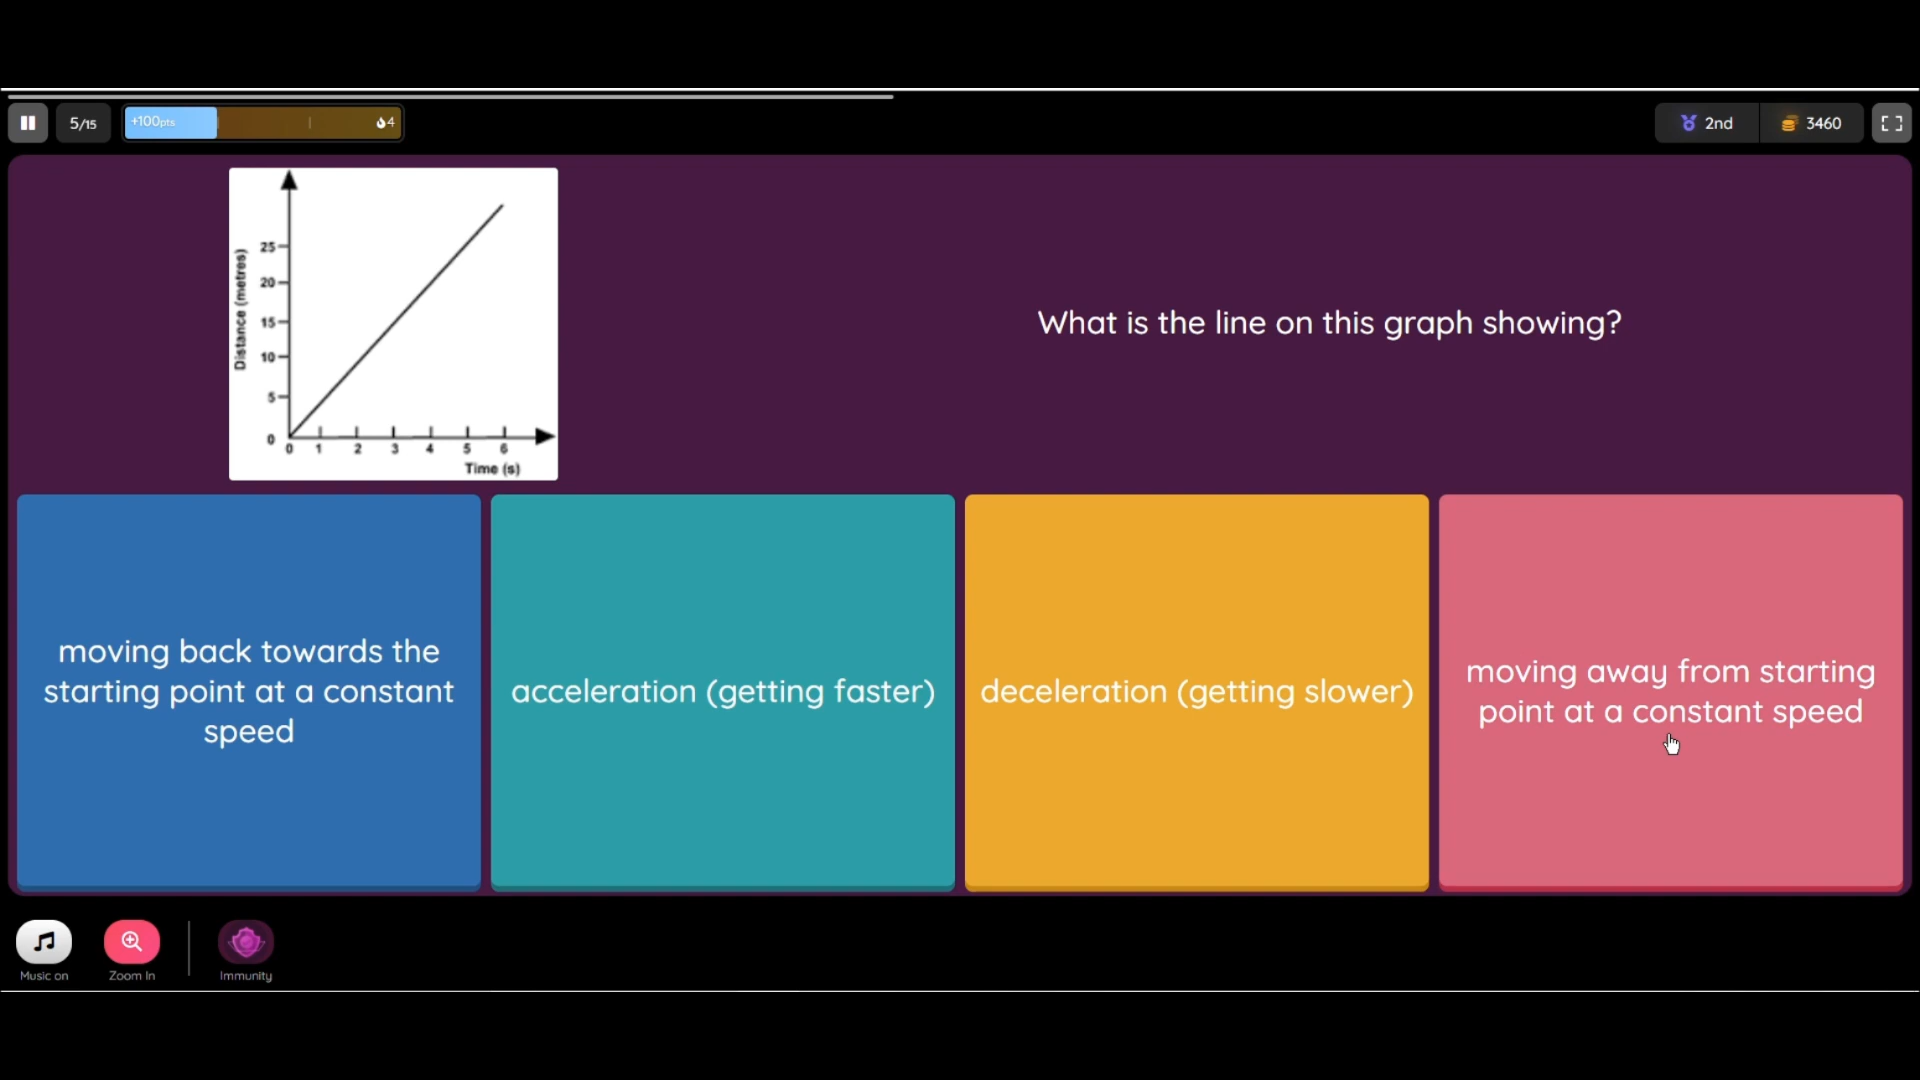 5/15
+100pts
4
2nd
3460
25
20
15
10
5
0
Distance (metres)
0 1 2 3 4 5 6
Time (s)
What is the line on this graph showing?
moving back towards the
starting point at a constant
speed
acceleration (getting faster)
deceleration (getting slower)
moving away from starting
point at a constant speed
Music on
Zoom In
Immunity